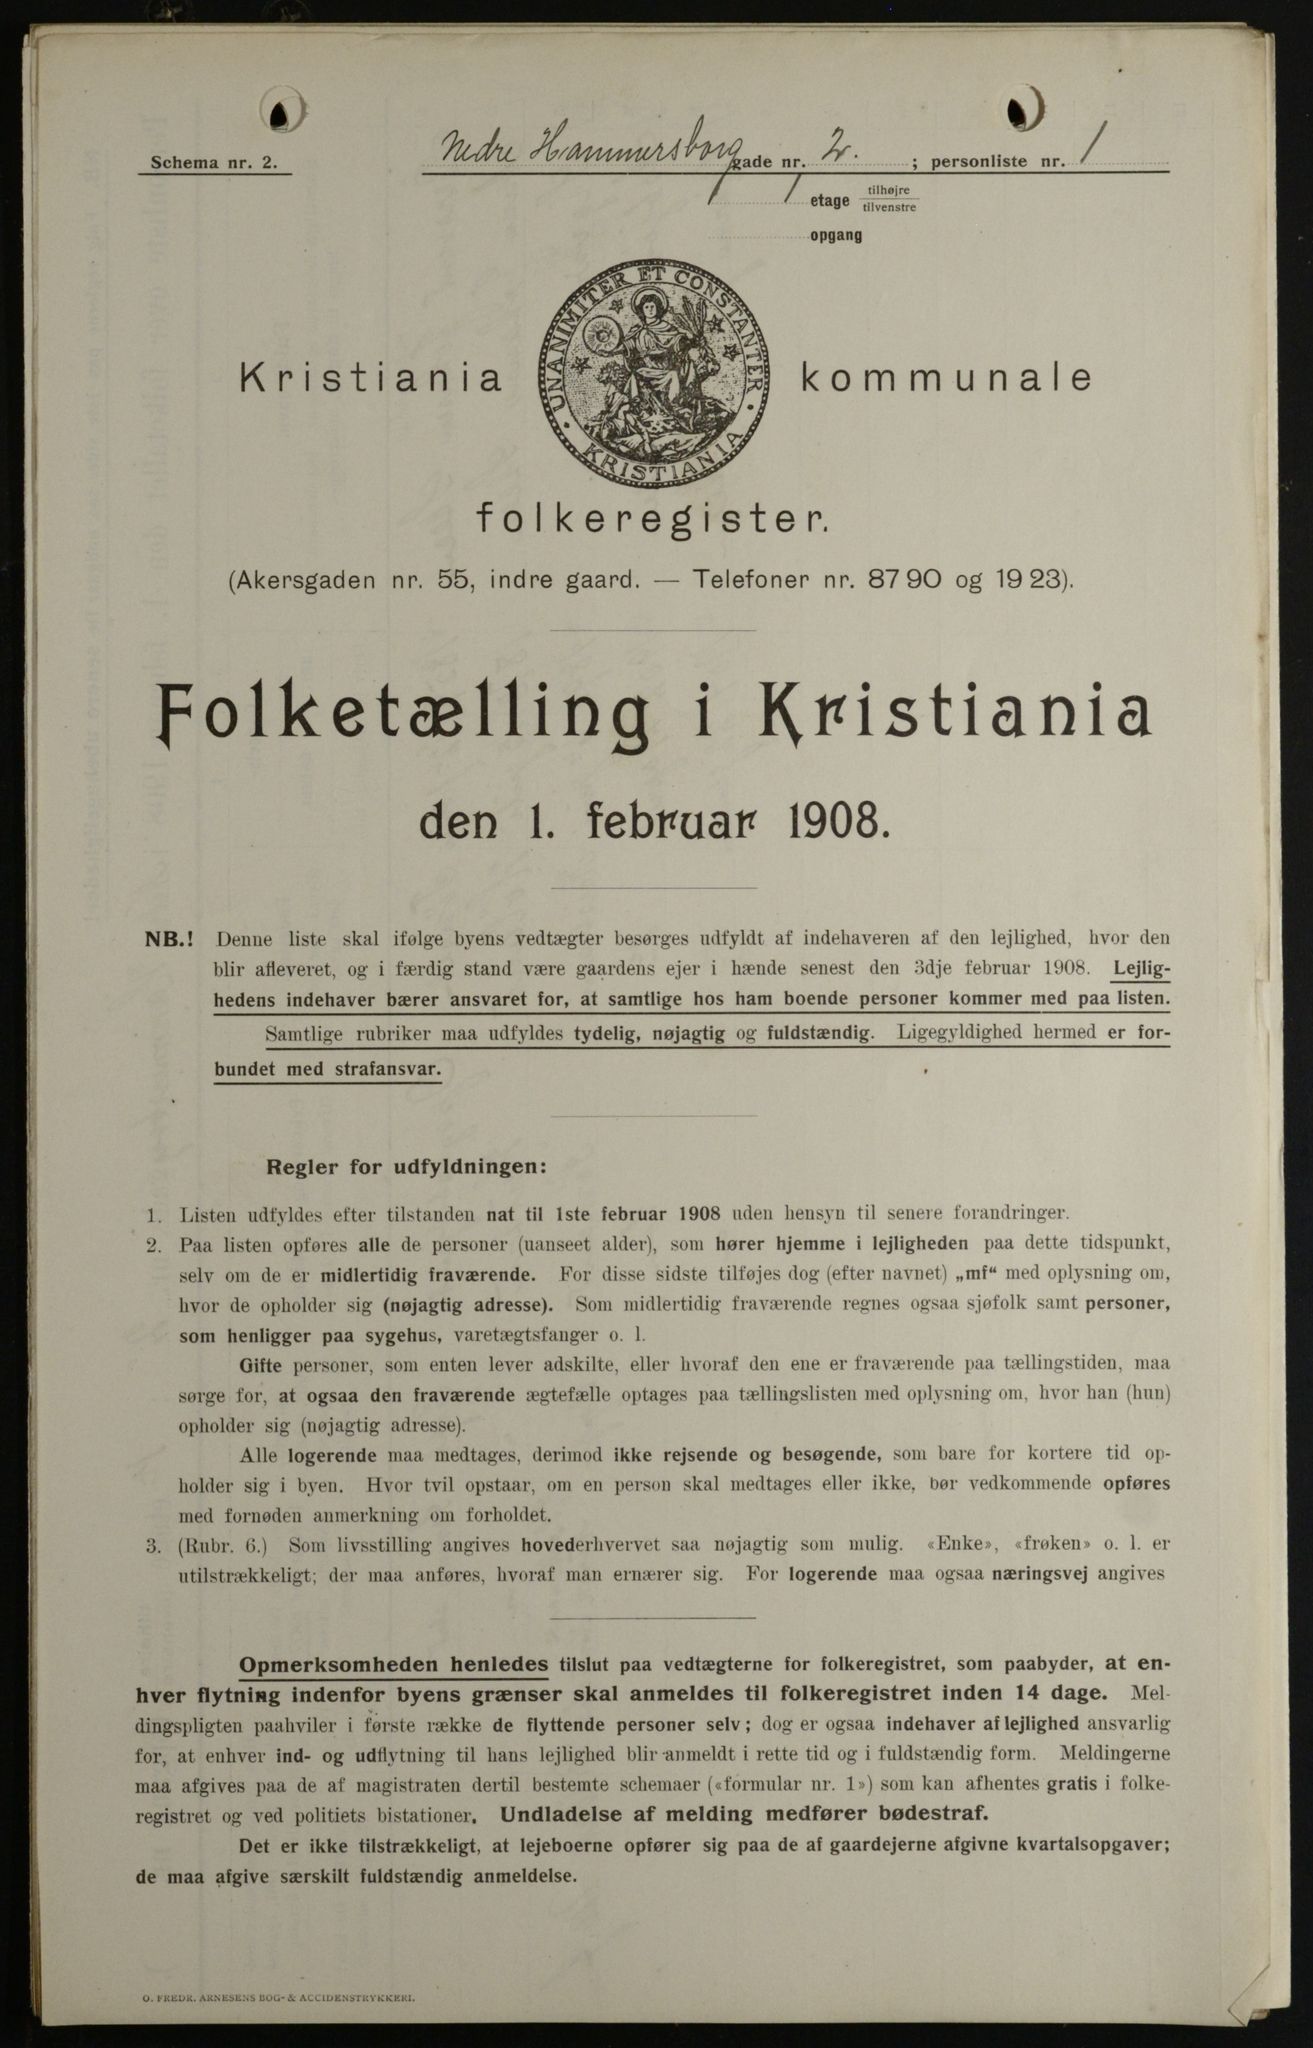 Schema nr. 2.
Nedre Hammersborg gade nr. 2. ; personliste nr. 1
1 etage tilhøjre
tilvenstre
opgang
UNANIMITER ET CONSTANTER
· KRISTIANIA ·
Kristiania kommunale
folkeregister.
(Akersgaden nr. 55, indre gaard. — Telefoner nr. 87 90 og 19 23).
Folketælling i Kristiania
den 1. februar 1908.
NB.! Denne liste skal ifølge byens vedtægter besørges udfyldt af indehaveren af den lejlighed, hvor den
blir afleveret, og i færdig stand være gaardens ejer i hænde senest den 3dje februar 1908. Lejlig-
hedens indehaver bærer ansvaret for, at samtlige hos ham boende personer kommer med paa listen.
Samtlige rubriker maa udfyldes tydelig, nøjagtig og fuldstændig. Ligegyldighed hermed er for-
bundet med strafansvar.
Regler for udfyldningen:
1. Listen udfyldes efter tilstanden nat til 1ste februar 1908 uden hensyn til senere forandringer.
2. Paa listen opføres alle de personer (uanseet alder), som hører hjemme i lejligheden paa dette tidspunkt,
selv om de er midlertidig fraværende. For disse sidste tilføjes dog (efter navnet) „mf“ med oplysning om,
hvor de opholder sig (nøjagtig adresse). Som midlertidig fraværende regnes ogsaa sjøfolk samt personer,
som henligger paa sygehus, varetægtsfanger o. l.
Gifte personer, som enten lever adskilte, eller hvoraf den ene er fraværende paa tællingstiden, maa
sørge for, at ogsaa den fraværende ægtefælle optages paa tællingslisten med oplysning om, hvor han (hun)
opholder sig (nøjagtig adresse).
Alle logerende maa medtages, derimod ikke rejsende og besøgende, som bare for kortere tid op-
holder sig i byen. Hvor tvil opstaar, om en person skal medtages eller ikke, bør vedkommende opføres
med fornøden anmerkning om forholdet.
3. (Rubr. 6.) Som livsstilling angives hovederhvervet saa nøjagtig som mulig. «Enke», «frøken» o. l. er
utilstrækkeligt; der maa anføres, hvoraf man ernærer sig. For logerende maa ogsaa næringsvej angives
Opmerksomheden henledes tilslut paa vedtægterne for folkeregistret, som paabyder, at en-
hver flytning indenfor byens grænser skal anmeldes til folkeregistret inden 14 dage. Mel-
dingspligten paahviler i første række de flyttende personer selv; dog er ogsaa indehaver af lejlighed ansvarlig
for, at enhver ind- og udflytning til hans lejlighed blir anmeldt i rette tid og i fuldstændig form. Meldingerne
maa afgives paa de af magistraten dertil bestemte schemaer («formular nr. 1») som kan afhentes gratis i folke-
registret og ved politiets bistationer. Undladelse af melding medfører bødestraf.
Det er ikke tilstrækkeligt, at lejeboerne opfører sig paa de af gaardejerne afgivne kvartalsopgaver;
de maa afgive særskilt fuldstændig anmeldelse.
O. FREDR. ARNESENS BOG- & ACCIDENSTRYKKERI.